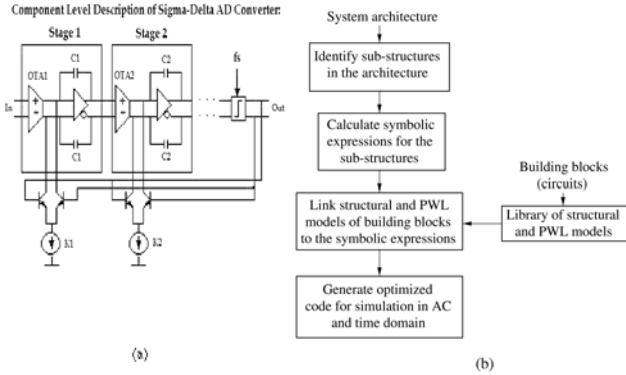 Component Level Description of Sigma-Delta AD Converter:
Stage 1
Stage 2
C1
C2
OTA1
OTA2
fs
In
Out
C1
C2
K1
K2
(a)
System architecture
Identify sub-structures
in the architecture
Calculate symbolic
expressions for the
sub-structures
Building blocks
(circuits)
Link structural and PWL
models of building blocks
to the symbolic expressions
Library of structural
and PWL models
Generate optimized
code for simulation in AC
and time domain
(b)